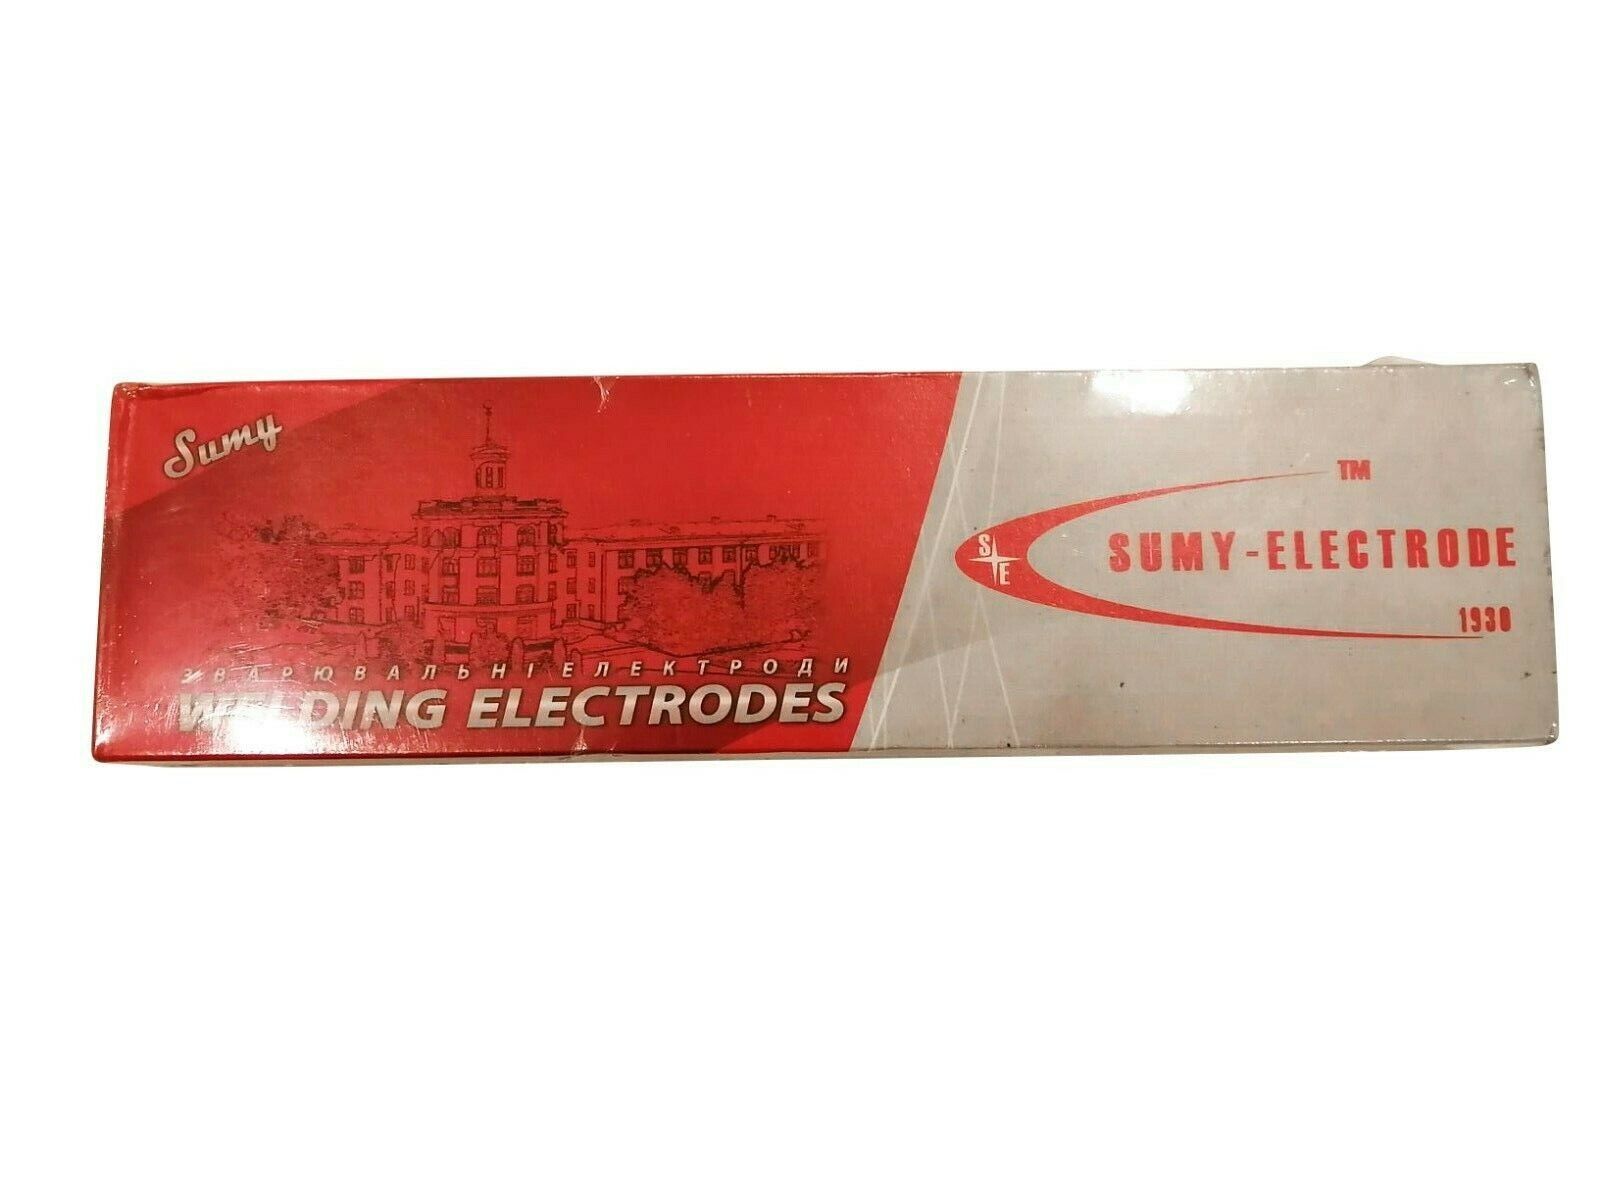 Sumy
ЗВАРЮВАЛЬНІ ЕЛЕКТРОДИ
WELDING ELECTRODES
TM
S
E
SUMY-ELECTRODE
1930